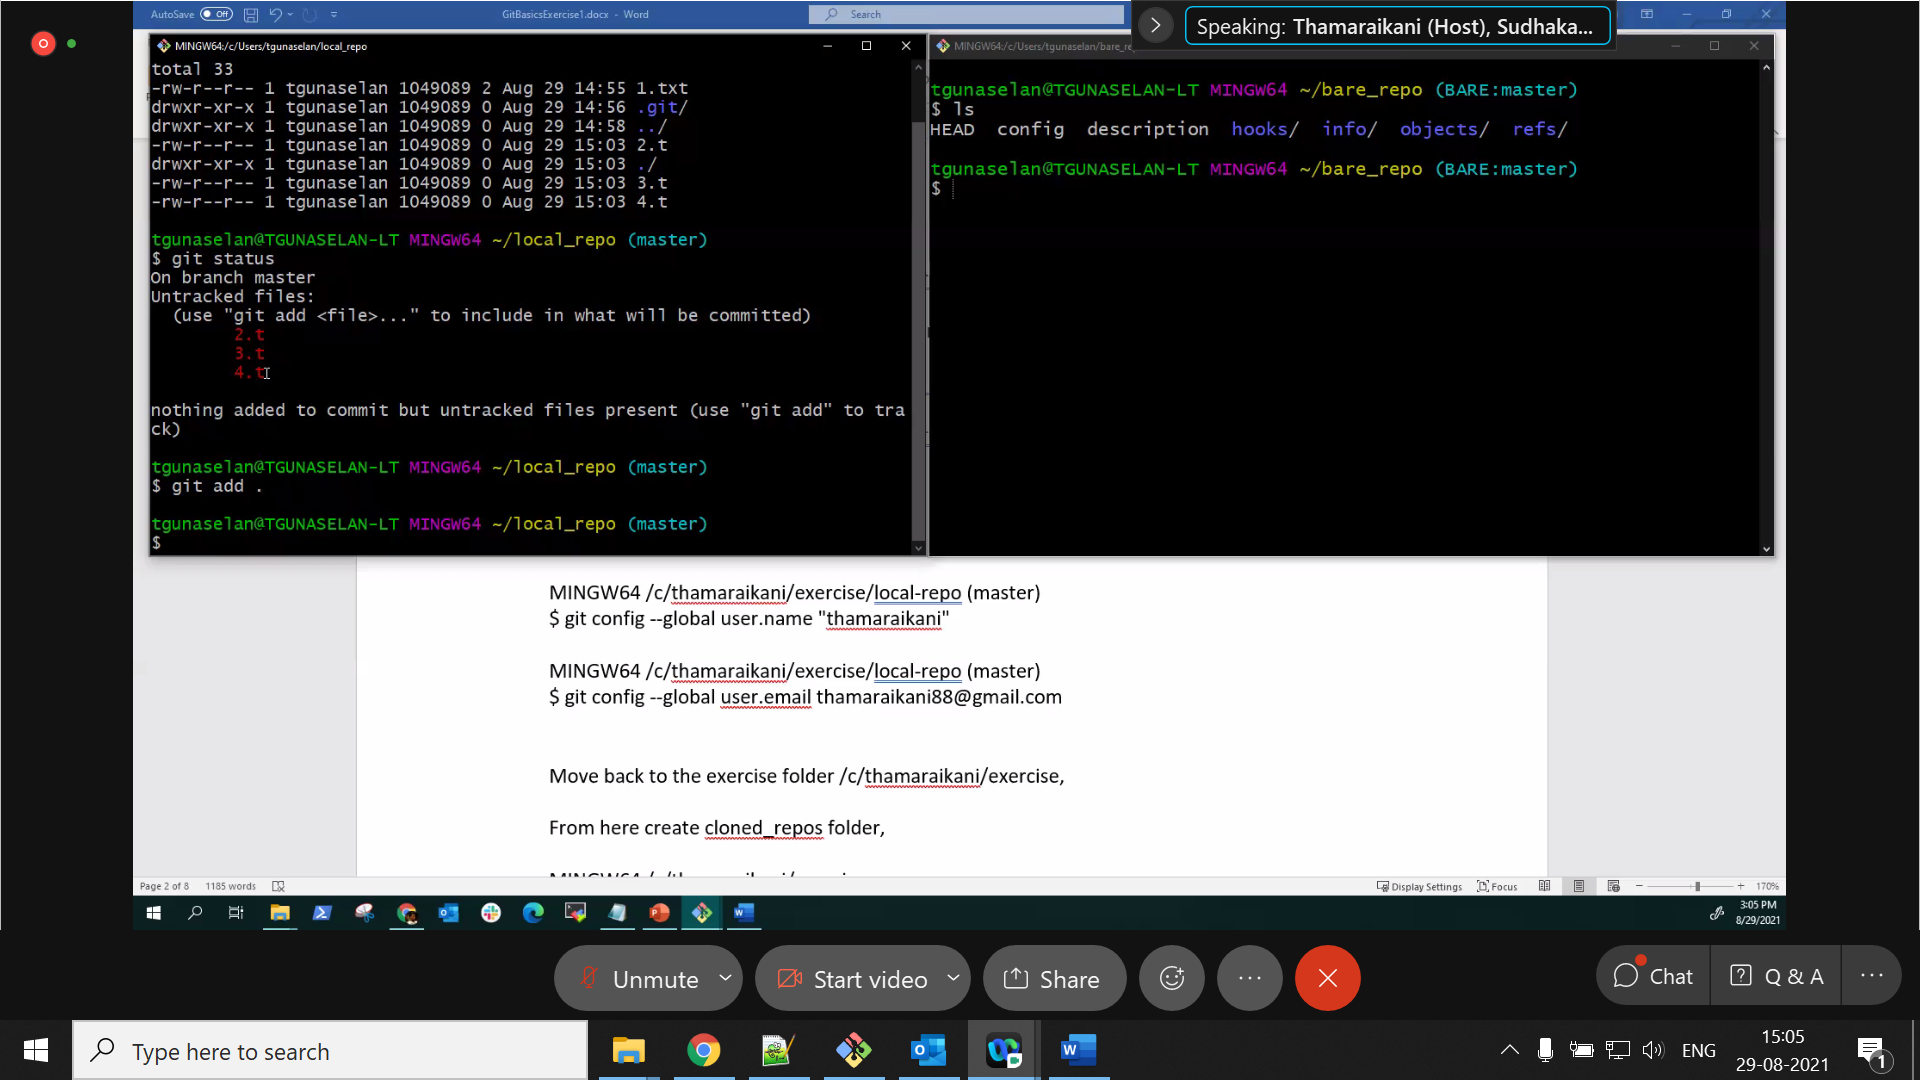 AutoSave Off
GitBasicsExercise1.docx - Word
Search
Speaking: Thamaraikani (Host), Sudhaka...
MINGW64:/c/Users/tgunaselan/local_repo
total 33
-rw-r--r-- 1 tgunaselan 1049089 2 Aug 29 14:55 1.txt
drwxr-xr-x 1 tgunaselan 1049089 0 Aug 29 14:56 .git/
drwxr-xr-x 1 tgunaselan 1049089 0 Aug 29 14:58 ../
-rw-r--r-- 1 tgunaselan 1049089 0 Aug 29 15:03 2.t
drwxr-xr-x 1 tgunaselan 1049089 0 Aug 29 15:03 ./
-rw-r--r-- 1 tgunaselan 1049089 0 Aug 29 15:03 3.t
-rw-r--r-- 1 tgunaselan 1049089 0 Aug 29 15:03 4.t
tgunaselan@TGUNASELAN-LT MINGW64 ~/local_repo (master)
$ git status
On branch master
Untracked files:
(use "git add <file>..." to include in what will be committed)
2.t
3.t
4.t
nothing added to commit but untracked files present (use "git add" to tra
ck)
tgunaselan@TGUNASELAN-LT MINGW64 ~/local_repo (master)
$ git add .
tgunaselan@TGUNASELAN-LT MINGW64 ~/local_repo (master)
$
MINGW64:/c/Users/tgunaselan/bare_re
tgunaselan@TGUNASELAN-LT MINGW64 ~/bare_repo (BARE:master)
$ ls
HEAD config description hooks/ info/ objects/ refs/
tgunaselan@TGUNASELAN-LT MINGW64 ~/bare_repo (BARE:master)
$
MINGW64 /c/thamaraikani/exercise/local-repo (master)
$ git config --global user.name "thamaraikani"
MINGW64 /c/thamaraikani/exercise/local-repo (master)
$ git config --global user.email thamaraikani88@gmail.com
Move back to the exercise folder /c/thamaraikani/exercise,
From here create cloned_repos folder,
Page 2 of 8 1185 words
Display Settings Focus 170%
3:05 PM
8/29/2021
Unmute
Start video
Share
Chat
Q & A
Type here to search
ENG
15:05
29-08-2021
1